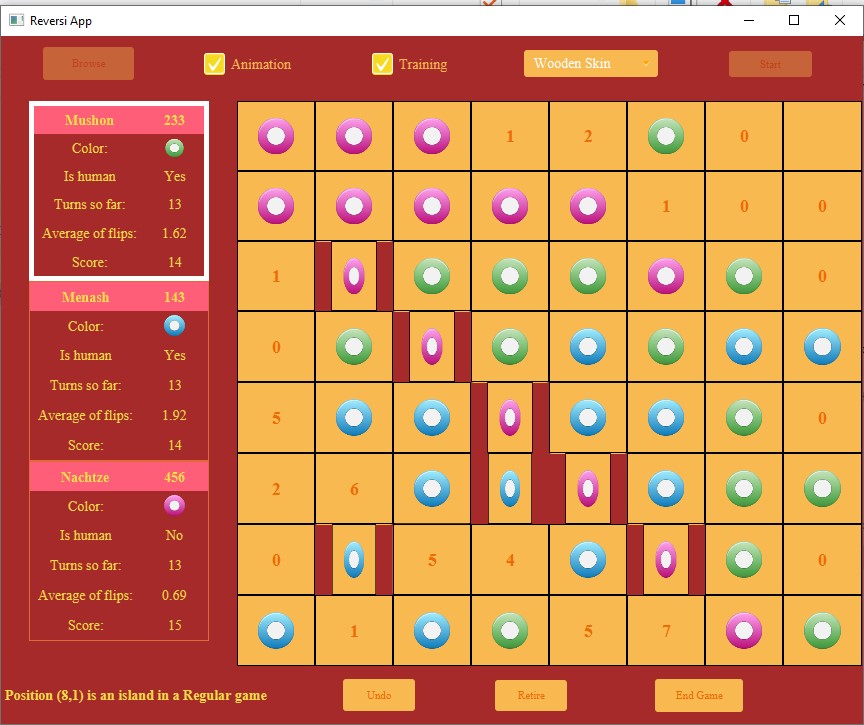 Reversi App
Browse Animation Training Wooden Skin Start
Mushon 233
Color:
Is human Yes
Turns so far: 13
Average of flips: 1.62
Score: 14
Menash 143
Color:
Is human Yes
Turns so far: 13
Average of flips: 1.92
Score: 14
Nachtze 456
Color:
Is human No
Turns so far: 13
Average of flips: 0.69
Score: 15
1 2 0
1 0 0
1 0
0
5 0
2 6
0 5 4 0
1 5 7
Position (8,1) is an island in a Regular game
Undo Retire End Game